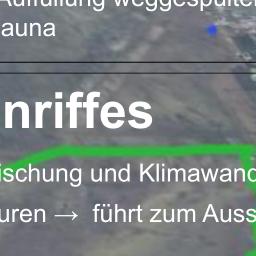 Auffüllung weggespülter
auna
nriffes
ischung und Klimawand
uren → führt zum Auss